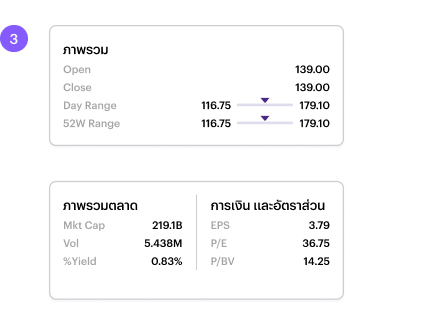 3
ภาพรวม
Open 139.00
Close 139.00
Day Range 116.75 179.10
52W Range 116.75 179.10
ภาพรวมตลาด
Mkt Cap 219.1B
Vol 5.438M
%Yield 0.83%
การเงิน และอัตราส่วน
EPS 3.79
P/E 36.75
P/BV 14.25